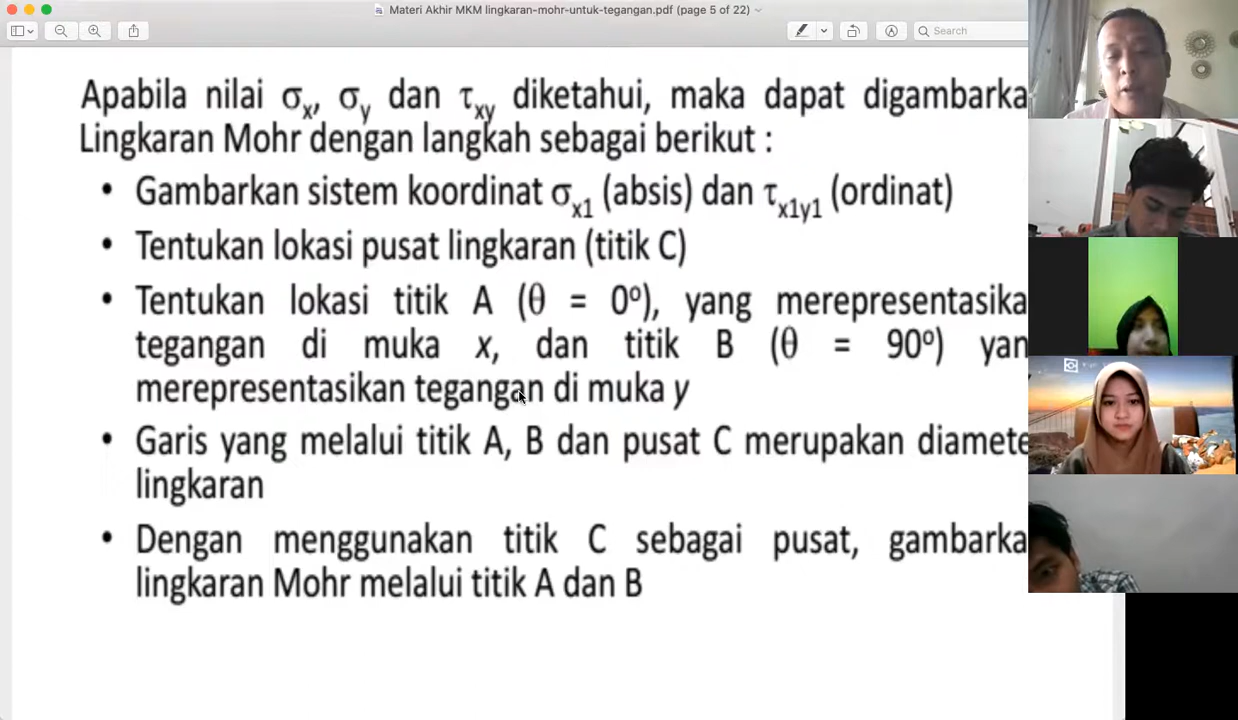 Materi Akhir MKM lingkaran-mohr-untuk-tegangan.pdf (page 5 of 22)
Search
Apabila nilai σx, σy dan τxy diketahui, maka dapat digambarka
Lingkaran Mohr dengan langkah sebagai berikut :
• Gambarkan sistem koordinat σx1 (absis) dan τx1y1 (ordinat)
• Tentukan lokasi pusat lingkaran (titik C)
• Tentukan lokasi titik A (θ = 0º), yang merepresentasika
tegangan di muka x, dan titik B (θ = 90º) yan
merepresentasikan tegangan di muka y
• Garis yang melalui titik A, B dan pusat C merupakan diamete
lingkaran
• Dengan menggunakan titik C sebagai pusat, gambarka
lingkaran Mohr melalui titik A dan B